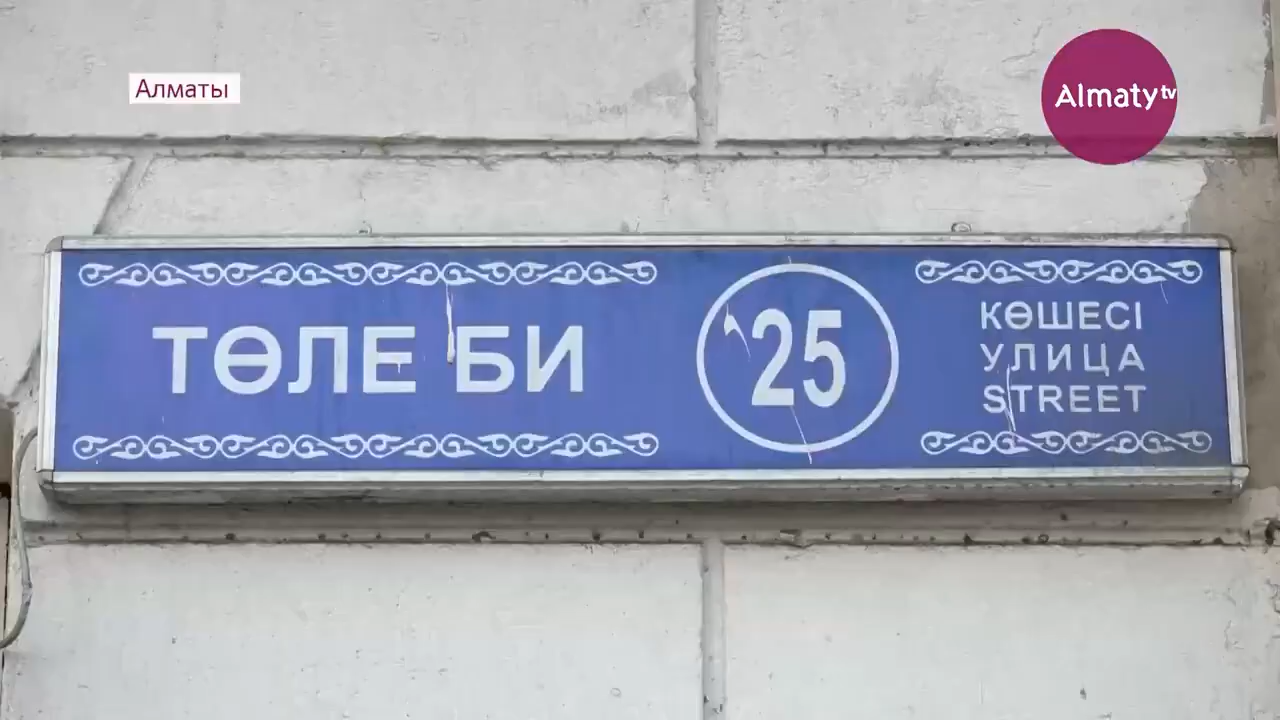 Алматы
Almaty tv
ТӨЛЕ БИ
25
КӨШЕСІ
УЛИЦА
STREET